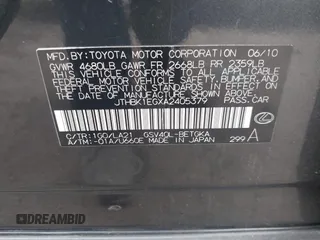 MFD.BY:TOYOTA MOTOR CORPORATION 06/10
GVWR 4680LB GAWR FR 2668LB RR 2359LB
THIS VEHICLE CONFORMS TO ALL APPLICABLE FEDERAL MOTOR VEHICLE SAFETY, BUMPER, AND THEFT PREVENTION STANDARDS IN EFFECT ON THE DATE OF MANUFACTURE SHOWN ABOVE.
JTHBK1EGXA2405379
PASS. CAR
C/TR:1G0/LA21 GSV40L-BETGKA
A/TM:-01A/U660E MADE IN JAPAN 299 A
AutoBidMaster